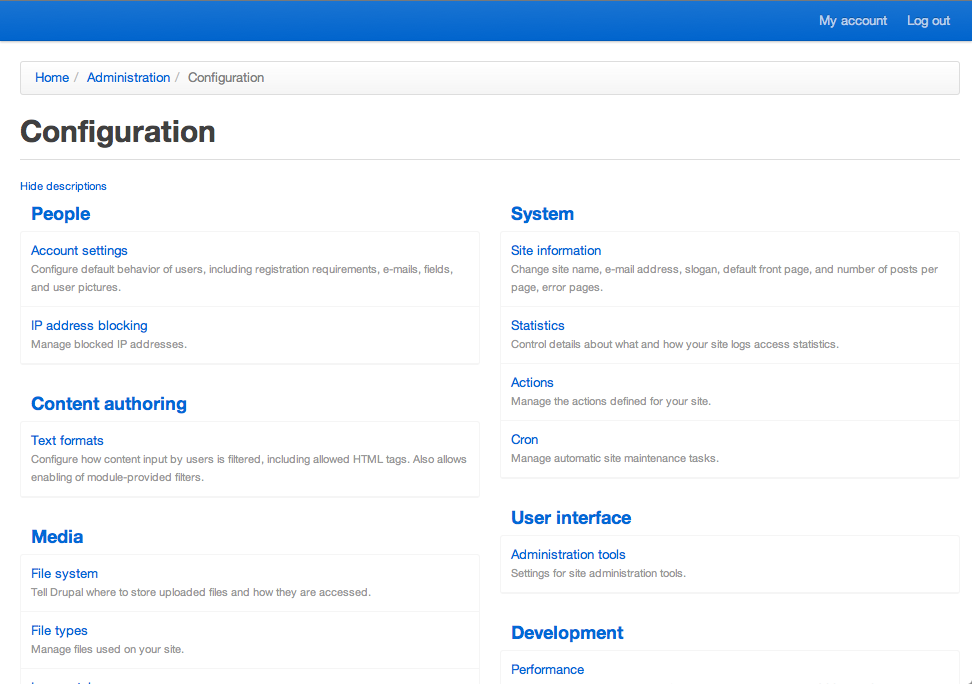 My account Log out
Home / Administration / Configuration
Configuration
Hide descriptions
People
Account settings
Configure default behavior of users, including registration requirements, e-mails, fields,
and user pictures.
IP address blocking
Manage blocked IP addresses.
Content authoring
Text formats
Configure how content input by users is filtered, including allowed HTML tags. Also allows
enabling of module-provided filters.
Media
File system
Tell Drupal where to store uploaded files and how they are accessed.
File types
Manage files used on your site.
System
Site information
Change site name, e-mail address, slogan, default front page, and number of posts per
page, error pages.
Statistics
Control details about what and how your site logs access statistics.
Actions
Manage the actions defined for your site.
Cron
Manage automatic site maintenance tasks.
User interface
Administration tools
Settings for site administration tools.
Development
Performance